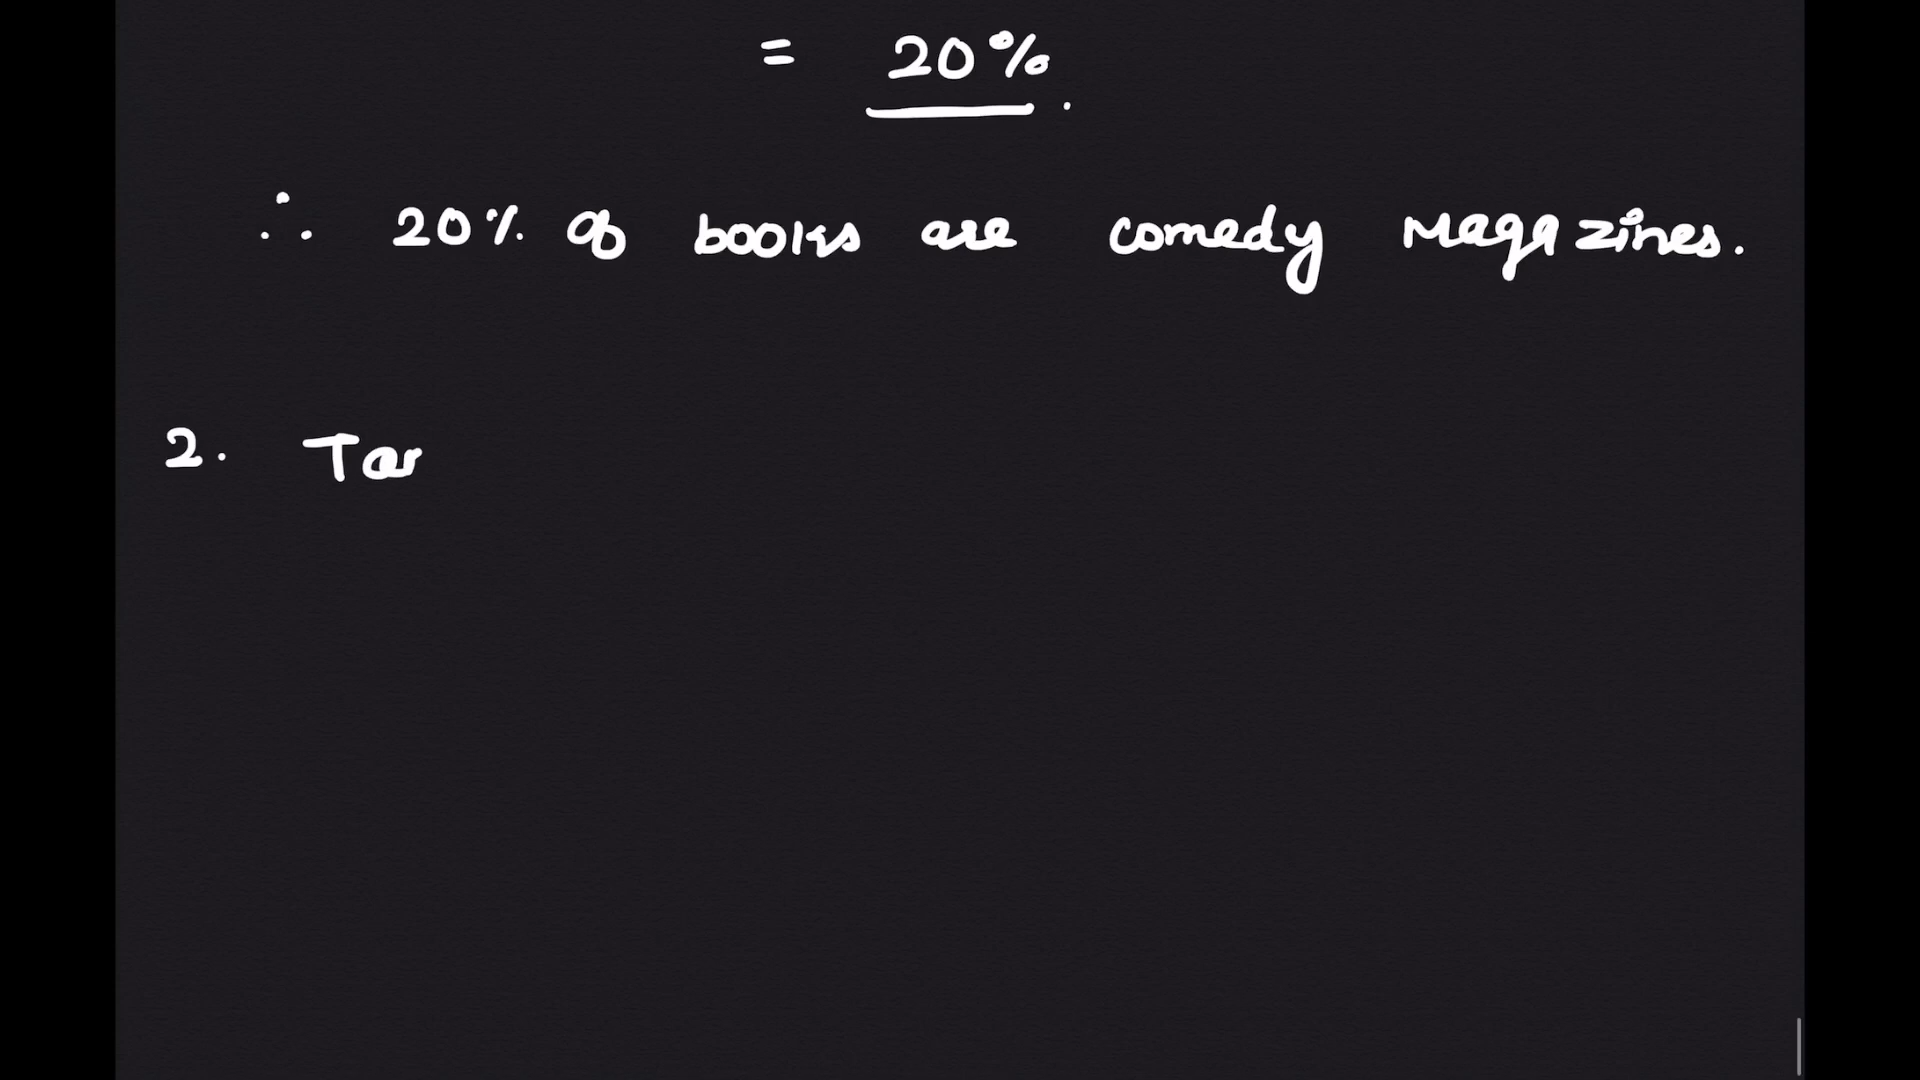 = 20%.
∴ 20% of books are comedy Magazines.
2. Tar